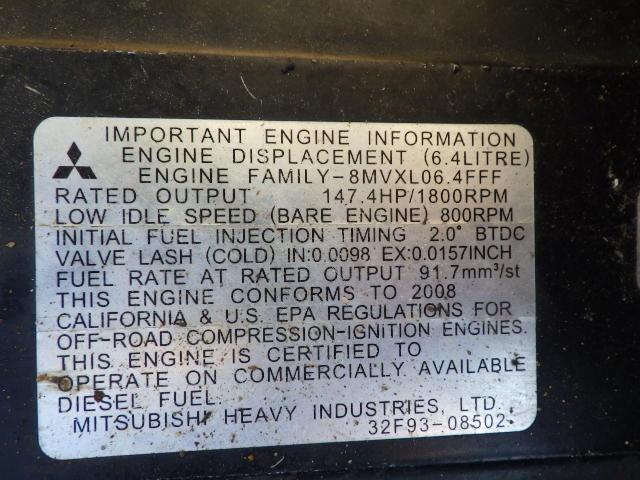 IMPORTANT ENGINE INFORMATION
ENGINE DISPLACEMENT (6.4LITRE)
ENGINE FAMILY-8MVXL06.4FFF
RATED OUTPUT 147.4HP/1800RPM
LOW IDLE SPEED (BARE ENGINE) 800RPM
INITIAL FUEL INJECTION TIMING 2.0° BTDC
VALVE LASH (COLD) IN:0.0098 EX:0.0157INCH
FUEL RATE AT RATED OUTPUT 91.7mm³/st
THIS ENGINE CONFORMS TO 2008
CALIFORNIA & U.S. EPA REGULATIONS FOR
OFF-ROAD COMPRESSION-IGNITION ENGINES.
THIS ENGINE IS CERTIFIED TO
OPERATE ON COMMERCIALLY AVAILABLE
DIESEL FUEL.
MITSUBISHI HEAVY INDUSTRIES, LTD.
32F93-08502